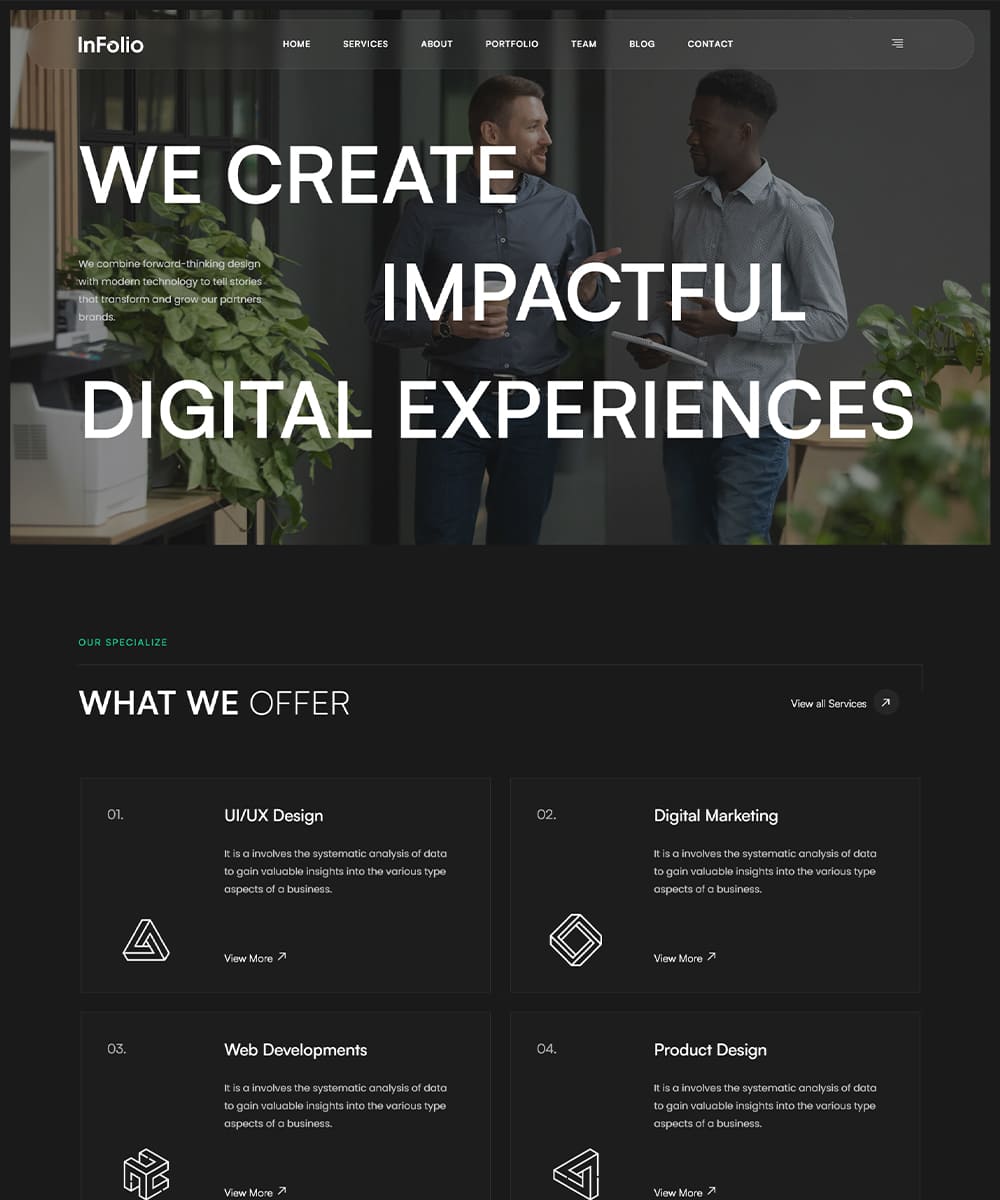 InFolio
HOME SERVICES ABOUT PORTFOLIO TEAM BLOG CONTACT
WE CREATE
We combine forward-thinking design
with modern technology to tell stories
that transform and grow our partners
brands.
IMPACTFUL
DIGITAL EXPERIENCES
OUR SPECIALIZE
WHAT WE OFFER
View all Services
01.
UI/UX Design
It is a involves the systematic analysis of data
to gain valuable insights into the various type
aspects of a business.
View More
02.
Digital Marketing
It is a involves the systematic analysis of data
to gain valuable insights into the various type
aspects of a business.
View More
03.
Web Developments
It is a involves the systematic analysis of data
to gain valuable insights into the various type
aspects of a business.
View More
04.
Product Design
It is a involves the systematic analysis of data
to gain valuable insights into the various type
aspects of a business.
View More